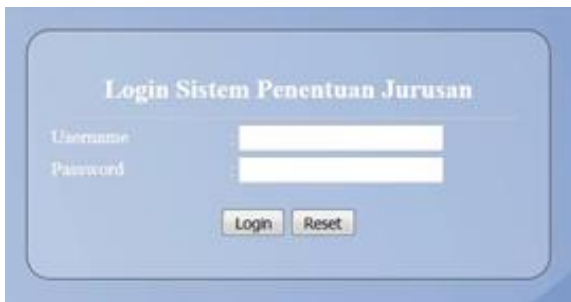 Login Sistem Penentuan Jurusan
Username :
Password :
Login Reset